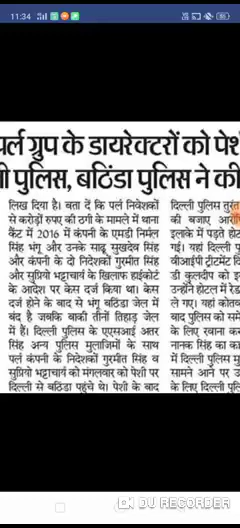 11:34
पर्ल ग्रुप के डायरेक्टरों को पेश
पुलिस, बठिंडा पुलिस ने की
लिख दिया है। बता दें कि पर्ल निवेशकों
से करोड़ों रुपए की ठगी के मामले में थाना
कैंट में 2016 में कंपनी के एमडी निर्मल
सिंह भंगू और उनके साढू सुखदेव सिंह
और कंपनी के दो निदेशकों गुरमीत सिंह
और सुप्रियो भट्टाचार्य के खिलाफ हाईकोर्ट
के आदेश पर केस दर्ज किया था। केस
दर्ज होने के बाद से भंगू बठिंडा जेल में
बंद है जबकि बाकी तीनों तिहाड़ जेल
में हैं। दिल्ली पुलिस के एएसआई अतर
सिंह अन्य पुलिस मुलाजिमों के साथ
पर्ल कंपनी के निदेशकों गुरमीत सिंह व
सुप्रियो भट्टाचार्य को मंगलवार को पेशी पर
दिल्ली से बठिंडा पहुंचे थे। पेशी के बाद
दिल्ली पुलिस तुरंत
की बजाए आरोपि
इलाके में पड़ते होट
गई। यहां दिल्ली पु
वीआईपी ट्रीटमेंट दि
डी कुलदीप को इ
उन्होंने होटल में रेड
ले गए। यहां कोतव
बाद पुलिस को समे
के लिए रवाना कर
नानक सिंह का का
में दिल्ली पुलिस मु
सामने आने पर उ
के लिए दिल्ली पुलि
DU RECORDER